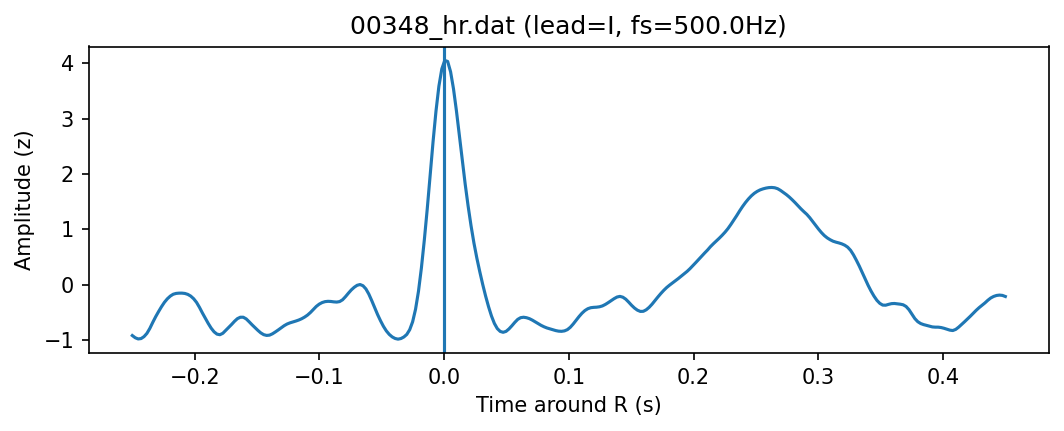 00348_hr.dat (lead=I, fs=500.0Hz)
Amplitude (z)
4
3
2
1
0
−1
−0.2 −0.1 0.0 0.1 0.2 0.3 0.4
Time around R (s)